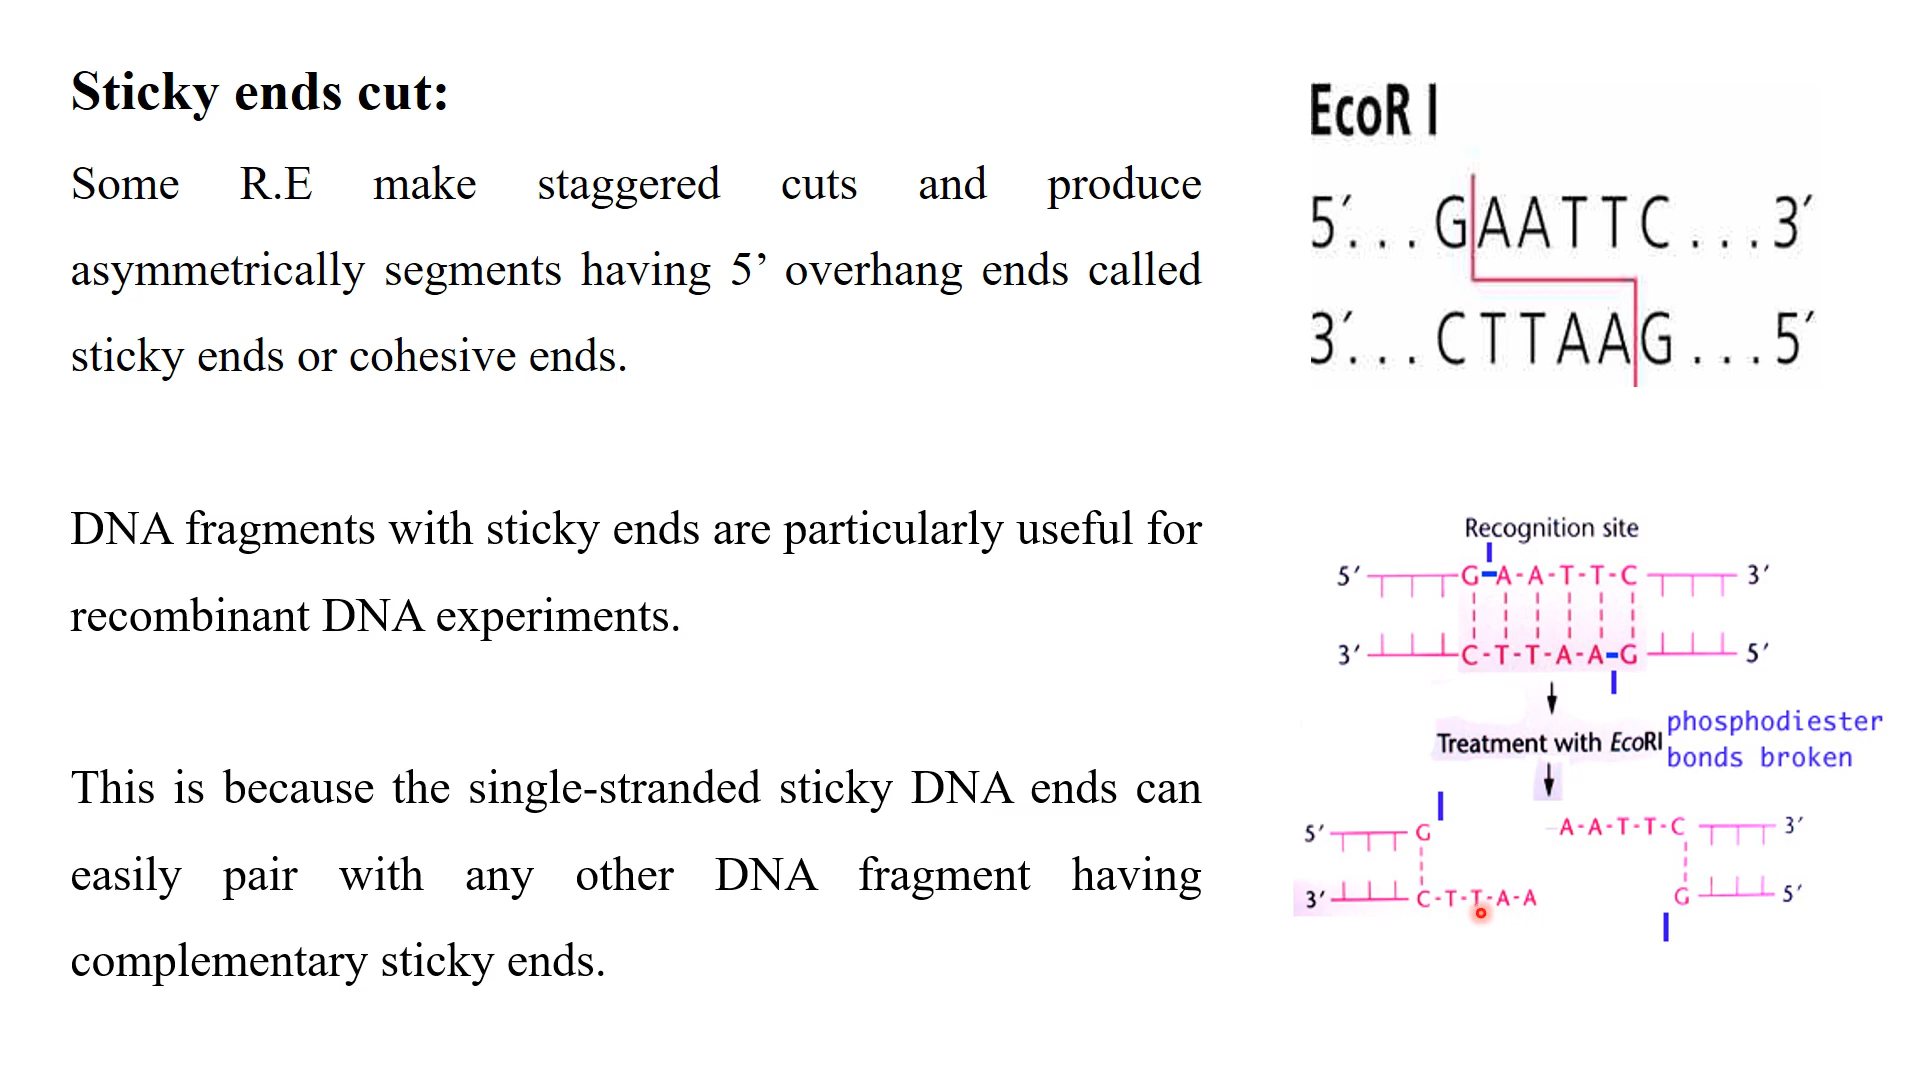 Sticky ends cut:
Some R.E make staggered cuts and produce
asymmetrically segments having 5’ overhang ends called
sticky ends or cohesive ends.
DNA fragments with sticky ends are particularly useful for
recombinant DNA experiments.
This is because the single-stranded sticky DNA ends can
easily pair with any other DNA fragment having
complementary sticky ends.
EcoR I
5′...GAATTC...3′
3′...CTTAAG...5′
Recognition site
5′ G-A-A-T-T-C 3′
3′ C-T-T-A-A-G 5′
Treatment with EcoRI
phosphodiester
bonds broken
5′ G A-A-T-T-C 3′
3′ C-T-T-A-A G 5′